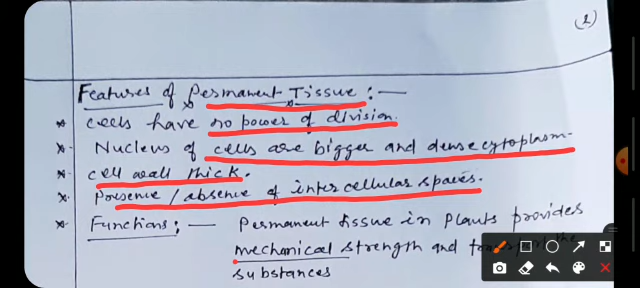 (2)
Features of Permanent Tissue :—
* cells have no power of division.
* Nucleus of cells are bigger and dense cytoplasm.
* cell wall thick.
* Presence / absence of intercellular spaces.
* Functions :— Permanent tissue in plants provides
mechanical strength and the
substances